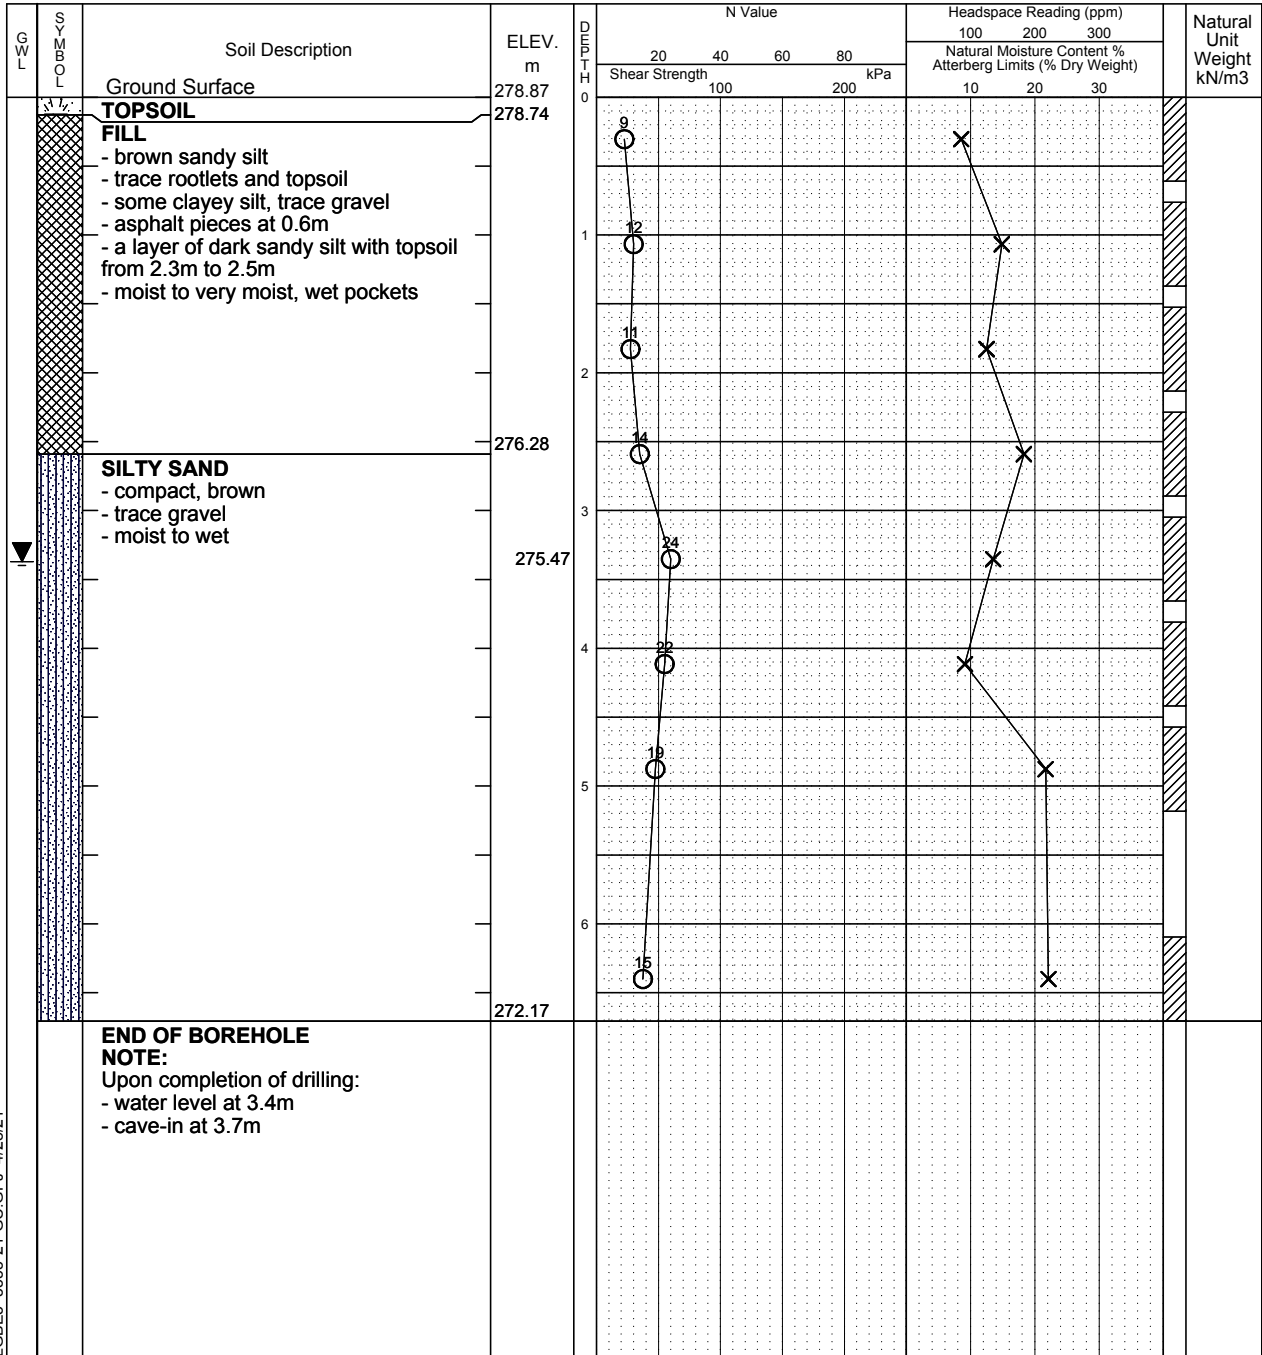 GWL
SYMBOL
Soil Description
Ground Surface
ELEV.
m
278.87
DEPTH
N Value
20 40 60 80
Shear Strength kPa
100 200
Headspace Reading (ppm)
100 200 300
Natural Moisture Content %
Atterberg Limits (% Dry Weight)
10 20 30
Natural
Unit
Weight
kN/m3
0
TOPSOIL
278.74
FILL
- brown sandy silt
- trace rootlets and topsoil
- some clayey silt, trace gravel
- asphalt pieces at 0.6m
- a layer of dark sandy silt with topsoil
from 2.3m to 2.5m
- moist to very moist, wet pockets
9
12
1
11
2
14
276.28
SILTY SAND
- compact, brown
- trace gravel
- moist to wet
3
24
275.47
22
4
19
5
6
15
272.17
END OF BOREHOLE
NOTE:
Upon completion of drilling:
- water level at 3.4m
- cave-in at 3.7m